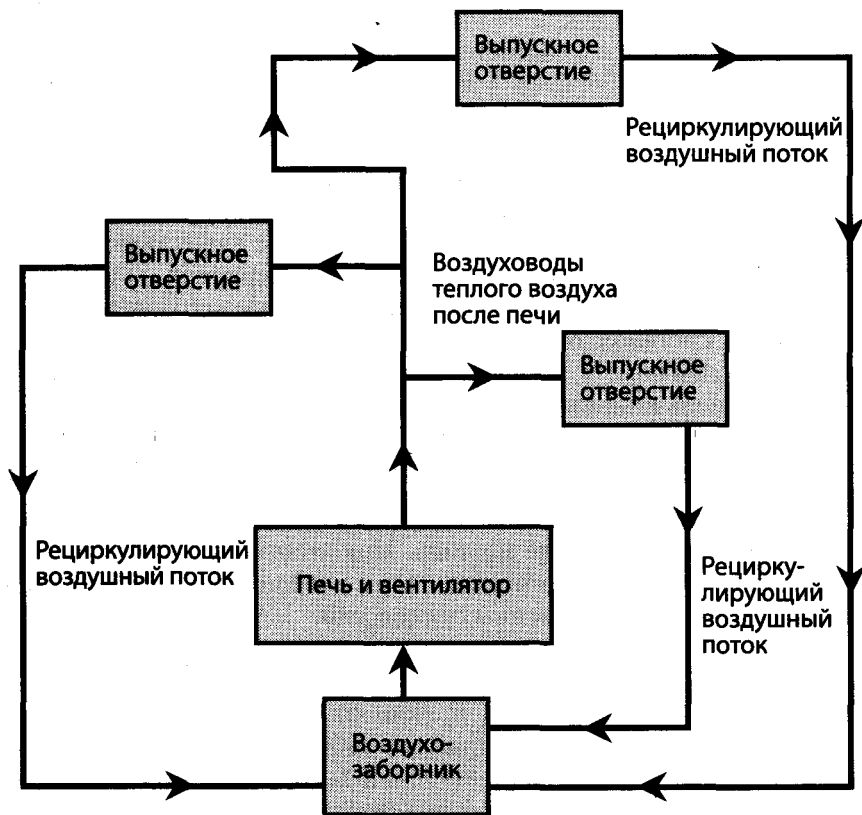 Выпускное
отверстие
Рециркулирующий
воздушный поток
Выпускное
отверстие
Воздуховоды
теплого воздуха
после печи
Выпускное
отверстие
Рециркулирующий
воздушный поток
Печь и вентилятор
Рецирку-
лирующий
воздушный
поток
Воздухо-
заборник